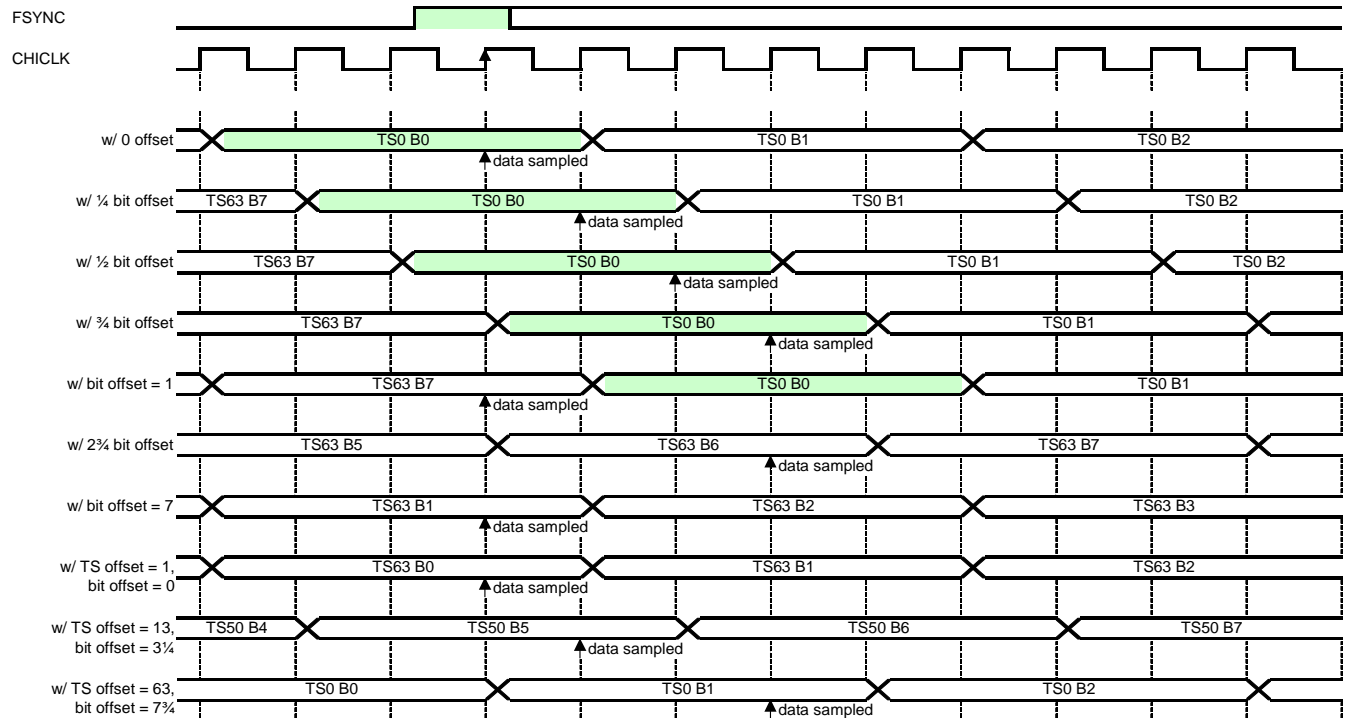 FSYNC
CHICLK
w/ 0 offset TS0 B0 TS0 B1 TS0 B2
data sampled
w/ ¼ bit offset TS63 B7 TS0 B0 TS0 B1 TS0 B2
data sampled
w/ ½ bit offset TS63 B7 TS0 B0 TS0 B1 TS0 B2
data sampled
w/ ¾ bit offset TS63 B7 TS0 B0 TS0 B1
data sampled
w/ bit offset = 1 TS63 B7 TS0 B0 TS0 B1
data sampled
w/ 2¾ bit offset TS63 B5 TS63 B6 TS63 B7
data sampled
w/ bit offset = 7 TS63 B1 TS63 B2 TS63 B3
data sampled
w/ TS offset = 1, TS63 B0 TS63 B1 TS63 B2
bit offset = 0 data sampled
w/ TS offset = 13, TS50 B4 TS50 B5 TS50 B6 TS50 B7
bit offset = 3¼ data sampled
w/ TS offset = 63, TS0 B0 TS0 B1 TS0 B2
bit offset = 7¾ data sampled